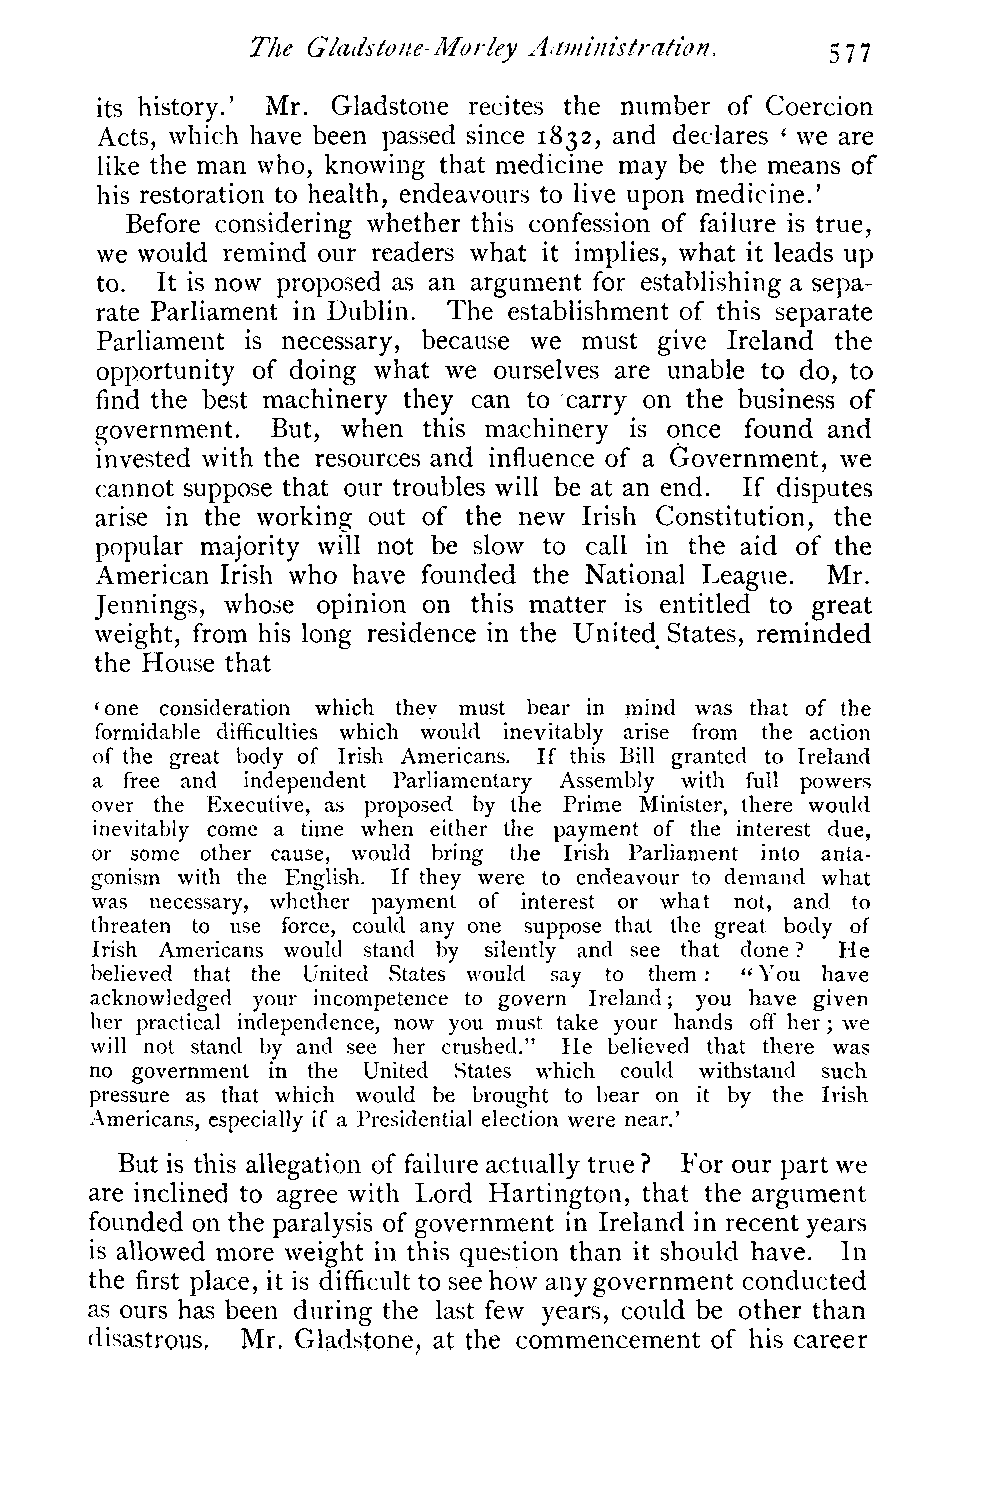 The Gladstone-Morley Administration. 577
its history.' Mr. Gladstone recites the number of Coercion
Acts, which have been passed since 1832, and declares ' we are
like the man who, knowing that medicine may be the means of
his restoration to health, endeavours to live upon medicine.'
Before considering whether this confession of failure is true,
we would remind our readers what it implies, what it leads up
to. It is now proposed as an argument for establishing a sepa-
rate Parliament in Dublin. The establishment of this separate
Parliament is necessary, because we must give Ireland the
opportunity of doing what we ourselves are unable to do, to
find the best machinery they can to carry on the business of
government. But, when this machinery is once found and
invested with the resources and influence of a Government, we
cannot suppose that our troubles will be at an end. If disputes
arise in the working out of the new Irish Constitution, the
popular majority will not be slow to call in the aid of the
American Irish who have founded the National League. Mr.
Jennings, whose opinion on this matter is entitled to great
weight, from his long residence in the United States, reminded
the House that
'one consideration which they must bear in mind was that of the
formidable difficulties which would inevitably arise from the action
of the great body of Irish Americans. If this Bill granted to Ireland
a free and independent Parliamentary Assembly with full powers
over the Executive, as proposed by the Prime Minister, there would
inevitably come a time when either the payment of the interest due,
or some other cause, would bring the Irish Parliament into anta-
gonism with the English. If they were to endeavour to demand what
was necessary, whether payment of interest or what not, and to
threaten to use force, could any one suppose that the great body of
Irish Americans would stand by silently and see that done? He
believed that the United States would say to them: "You have
acknowledged your incompetence to govern Ireland; you have given
her practical independence, now you must take your hands off her; we
will not stand by and see her crushed." He believed that there was
no government in the United States which could withstand such
pressure as that which would be brought to bear on it by the Irish
Americans, especially if a Presidential election were near.'
But is this allegation of failure actually true? For our part we
are inclined to agree with Lord Hartington, that the argument
founded on the paralysis of government in Ireland in recent years
is allowed more weight in this question than it should have. In
the first place, it is difficult to see how any government conducted
as ours has been during the last few years, could be other than
disastrous. Mr. Gladstone, at the commencement of his career